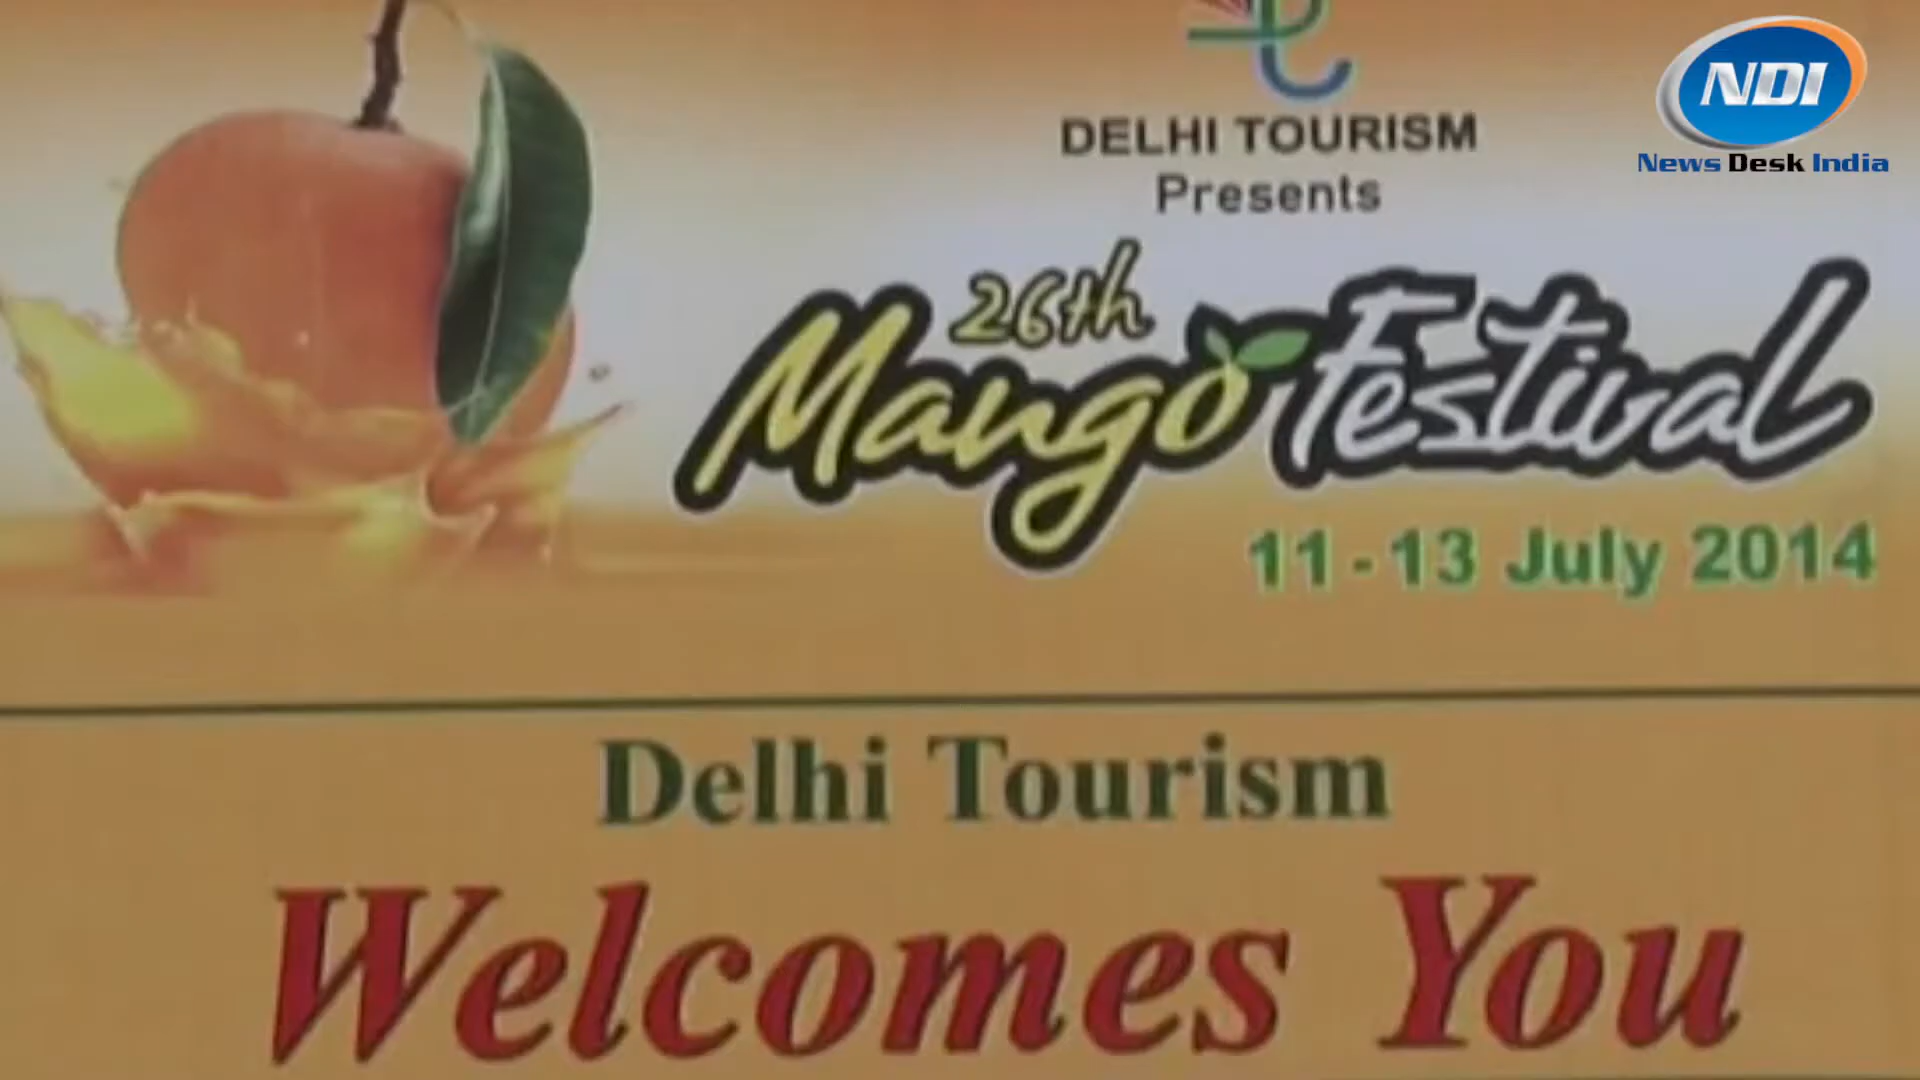 NDI
News Desk India
DELHI TOURISM
Presents
26th
Mango Festival
11 - 13 July 2014
Delhi Tourism
Welcomes You